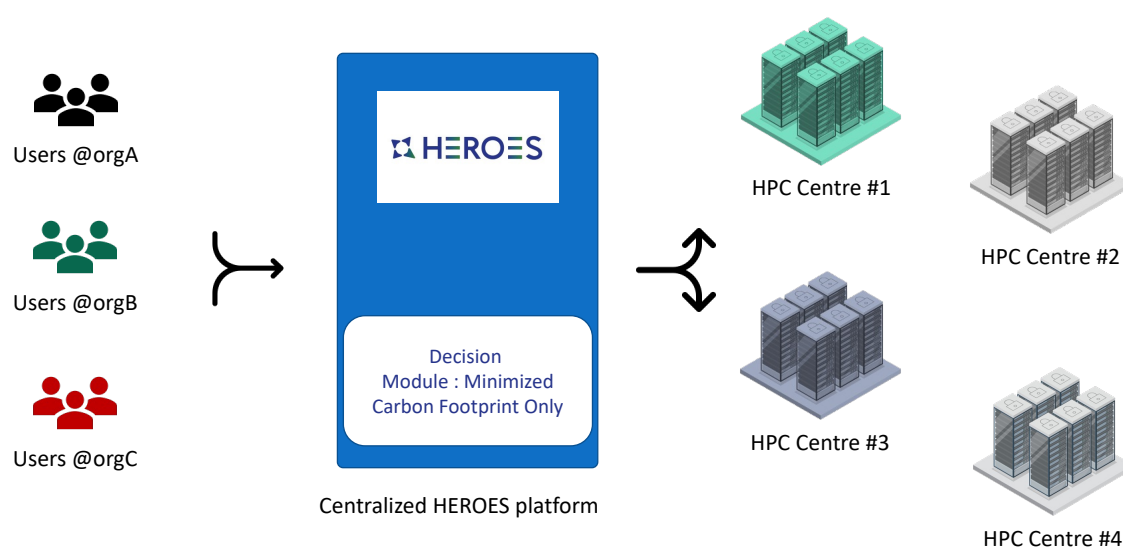 Users @orgA
Users @orgB
Users @orgC
HEROES
Decision
Module : Minimized
Carbon Footprint Only
Centralized HEROES platform
HPC Centre #1
HPC Centre #2
HPC Centre #3
HPC Centre #4